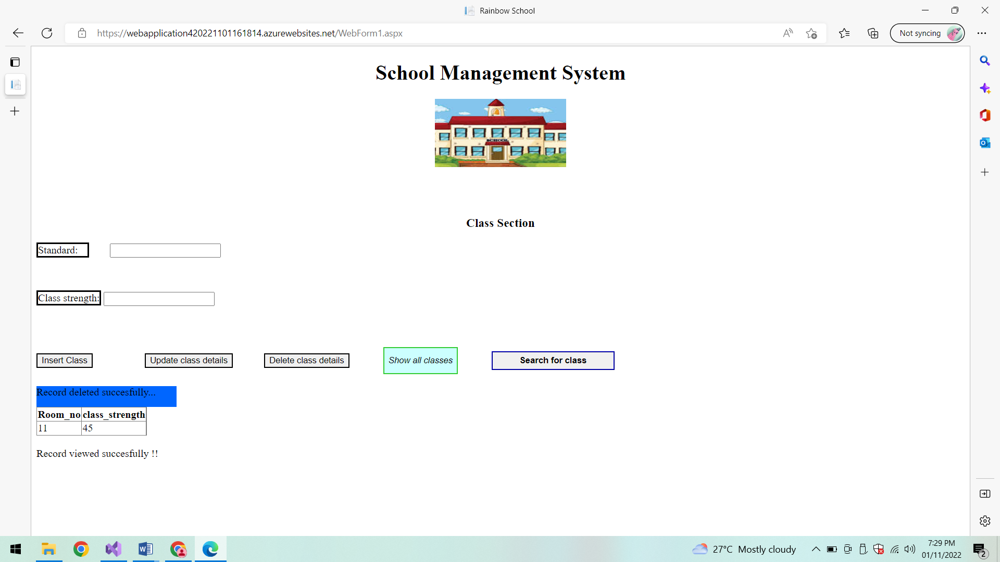 Rainbow School
https://webapplication420221101161814.azurewebsites.net/WebForm1.aspx
Not syncing
School Management System
SCHOOL
Class Section
Standard:
Class strength:
Insert Class Update class details Delete class details Show all classes Search for class
Record deleted succesfully...
Room_no class_strength
11 45
Record viewed succesfully !!
27°C Mostly cloudy
7:29 PM
01/11/2022
2